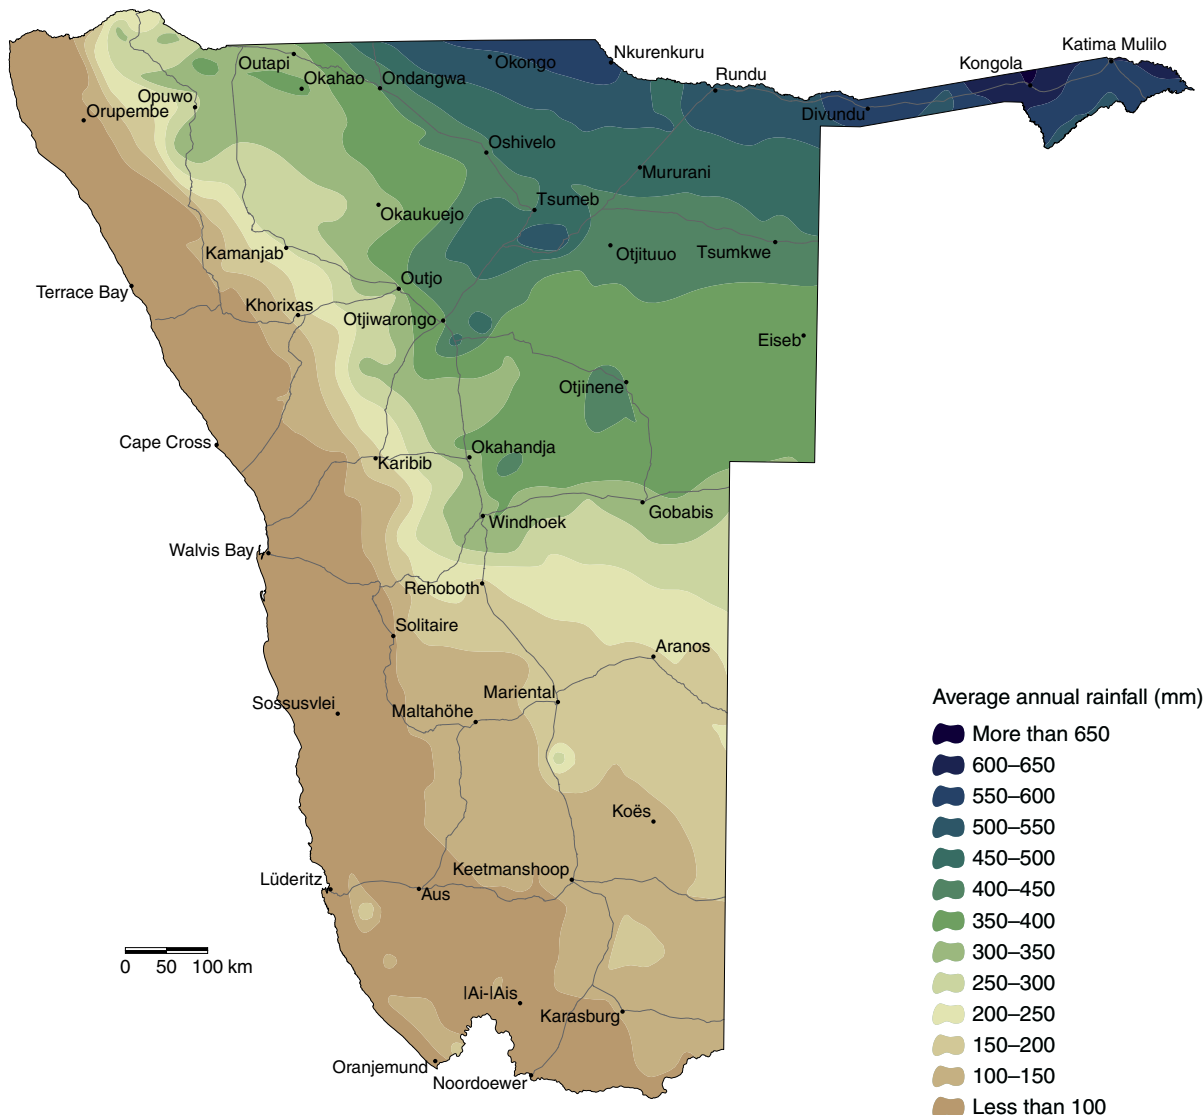 Nkurenkuru
Katima Mulilo
Outapi
Okongo
Kongola
Okahao
Ondangwa
Rundu
Opuwo
Orupembe
Divundu
Oshivelo
Mururani
Tsumeb
Okaukuejo
Kamanjab
Otjituuo
Tsumkwe
Outjo
Terrace Bay
Khorixas
Otjiwarongo
Eiseb
Otjinene
Cape Cross
Okahandja
Karibib
Gobabis
Windhoek
Walvis Bay
Rehoboth
Solitaire
Aranos
Mariental
Sossusvlei
Maltahöhe
Koës
Keetmanshoop
Lüderitz
Aus
0 50 100 km
|Ai-|Ais
Karasburg
Oranjemund
Noordoewer
Average annual rainfall (mm)
More than 650
600–650
550–600
500–550
450–500
400–450
350–400
300–350
250–300
200–250
150–200
100–150
Less than 100